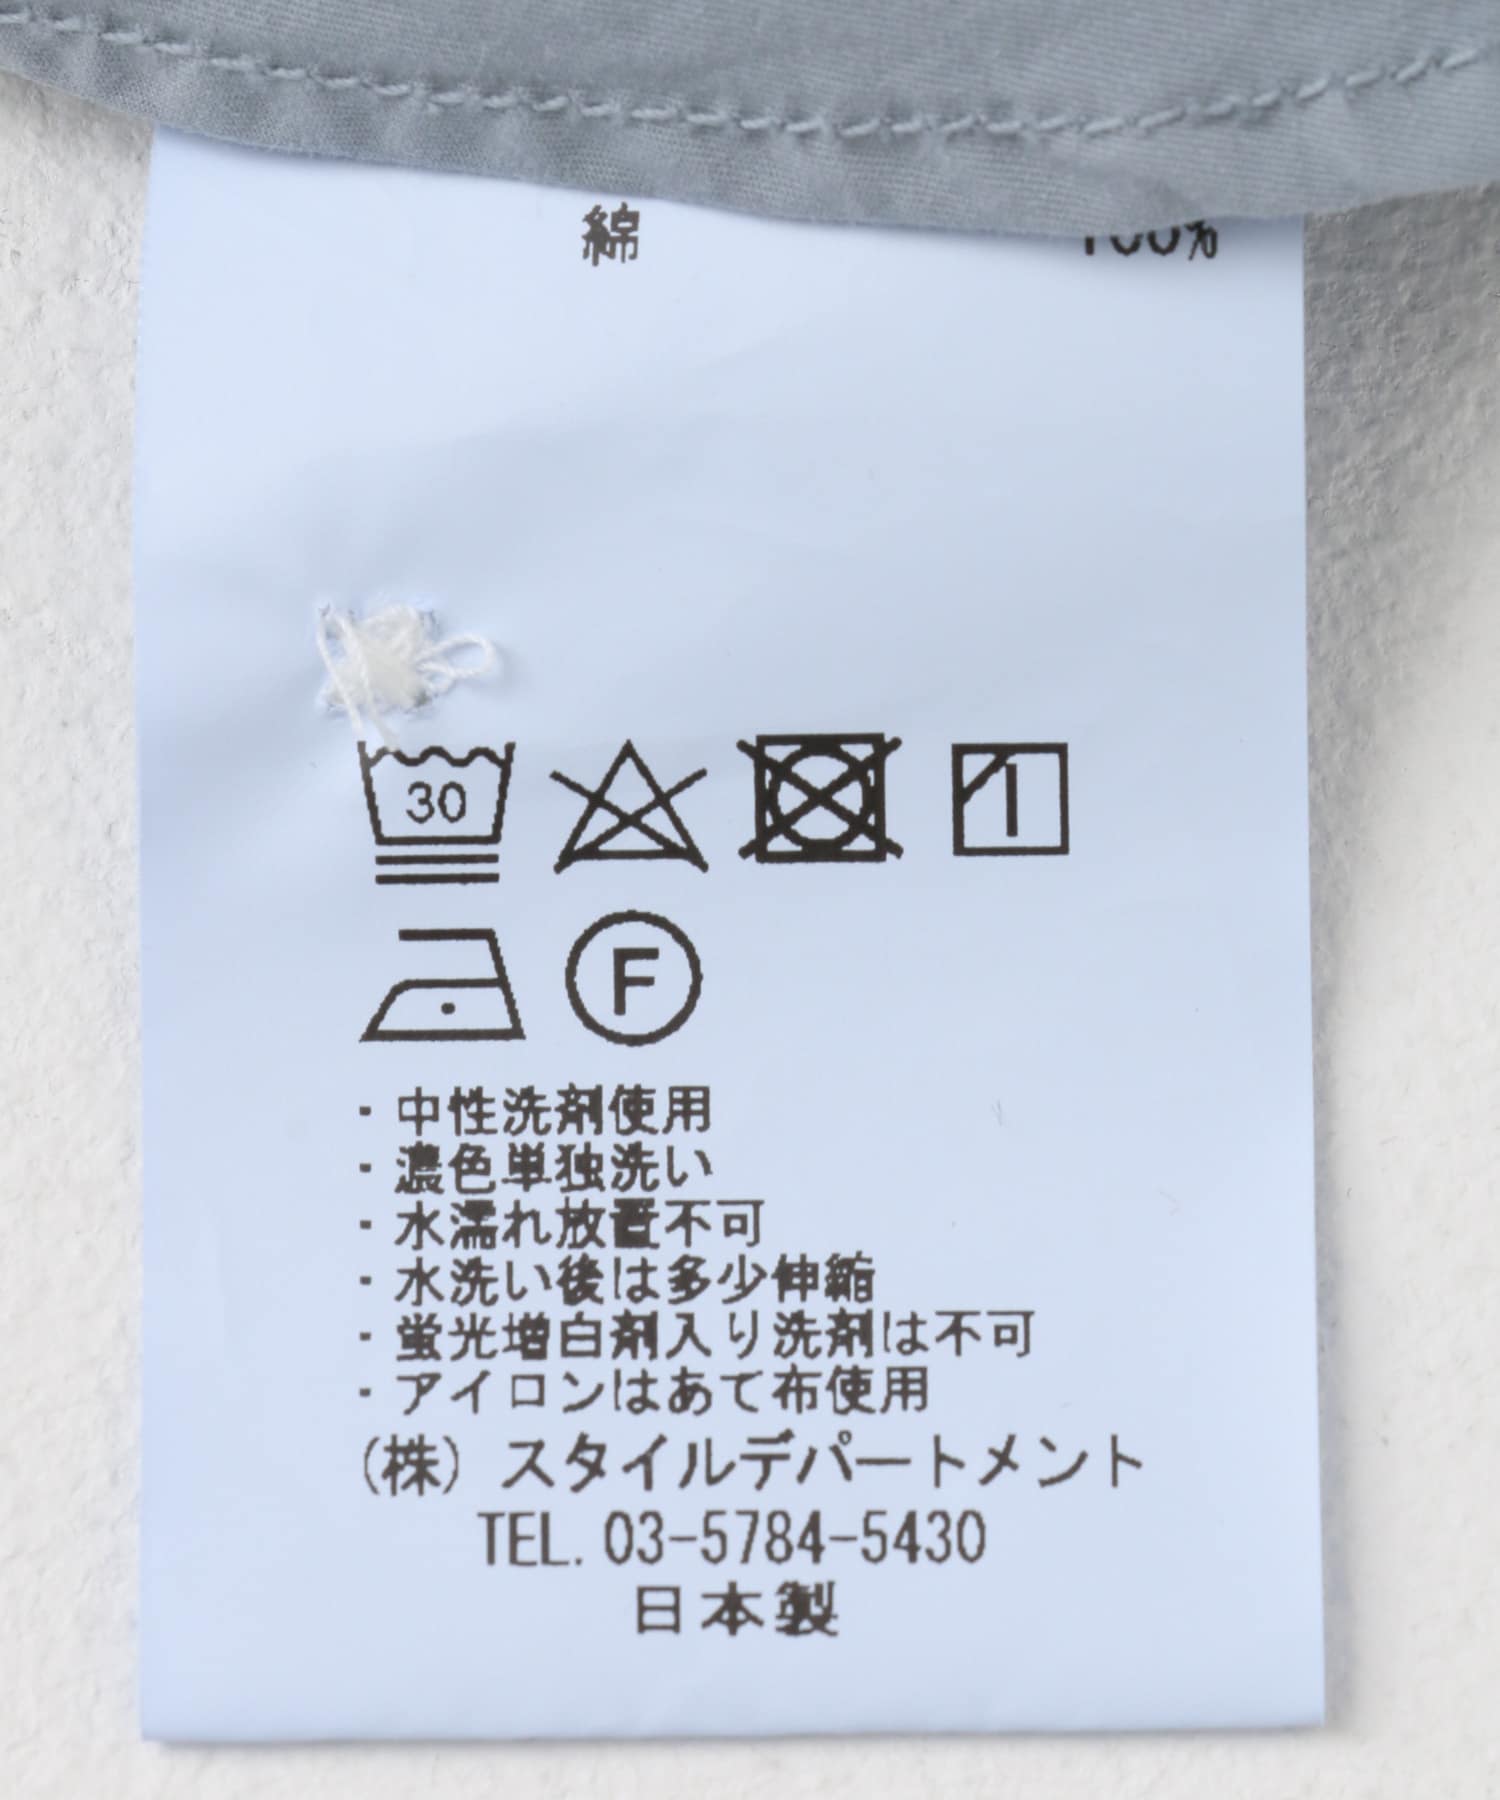 綿 100%
30
F
・中性洗剤使用
・濃色単独洗い
・水濡れ放置不可
・水洗い後は多少伸縮
・蛍光増白剤入り洗剤は不可
・アイロンはあて布使用
(株) スタイルデパートメント
TEL. 03-5784-5430
日本製